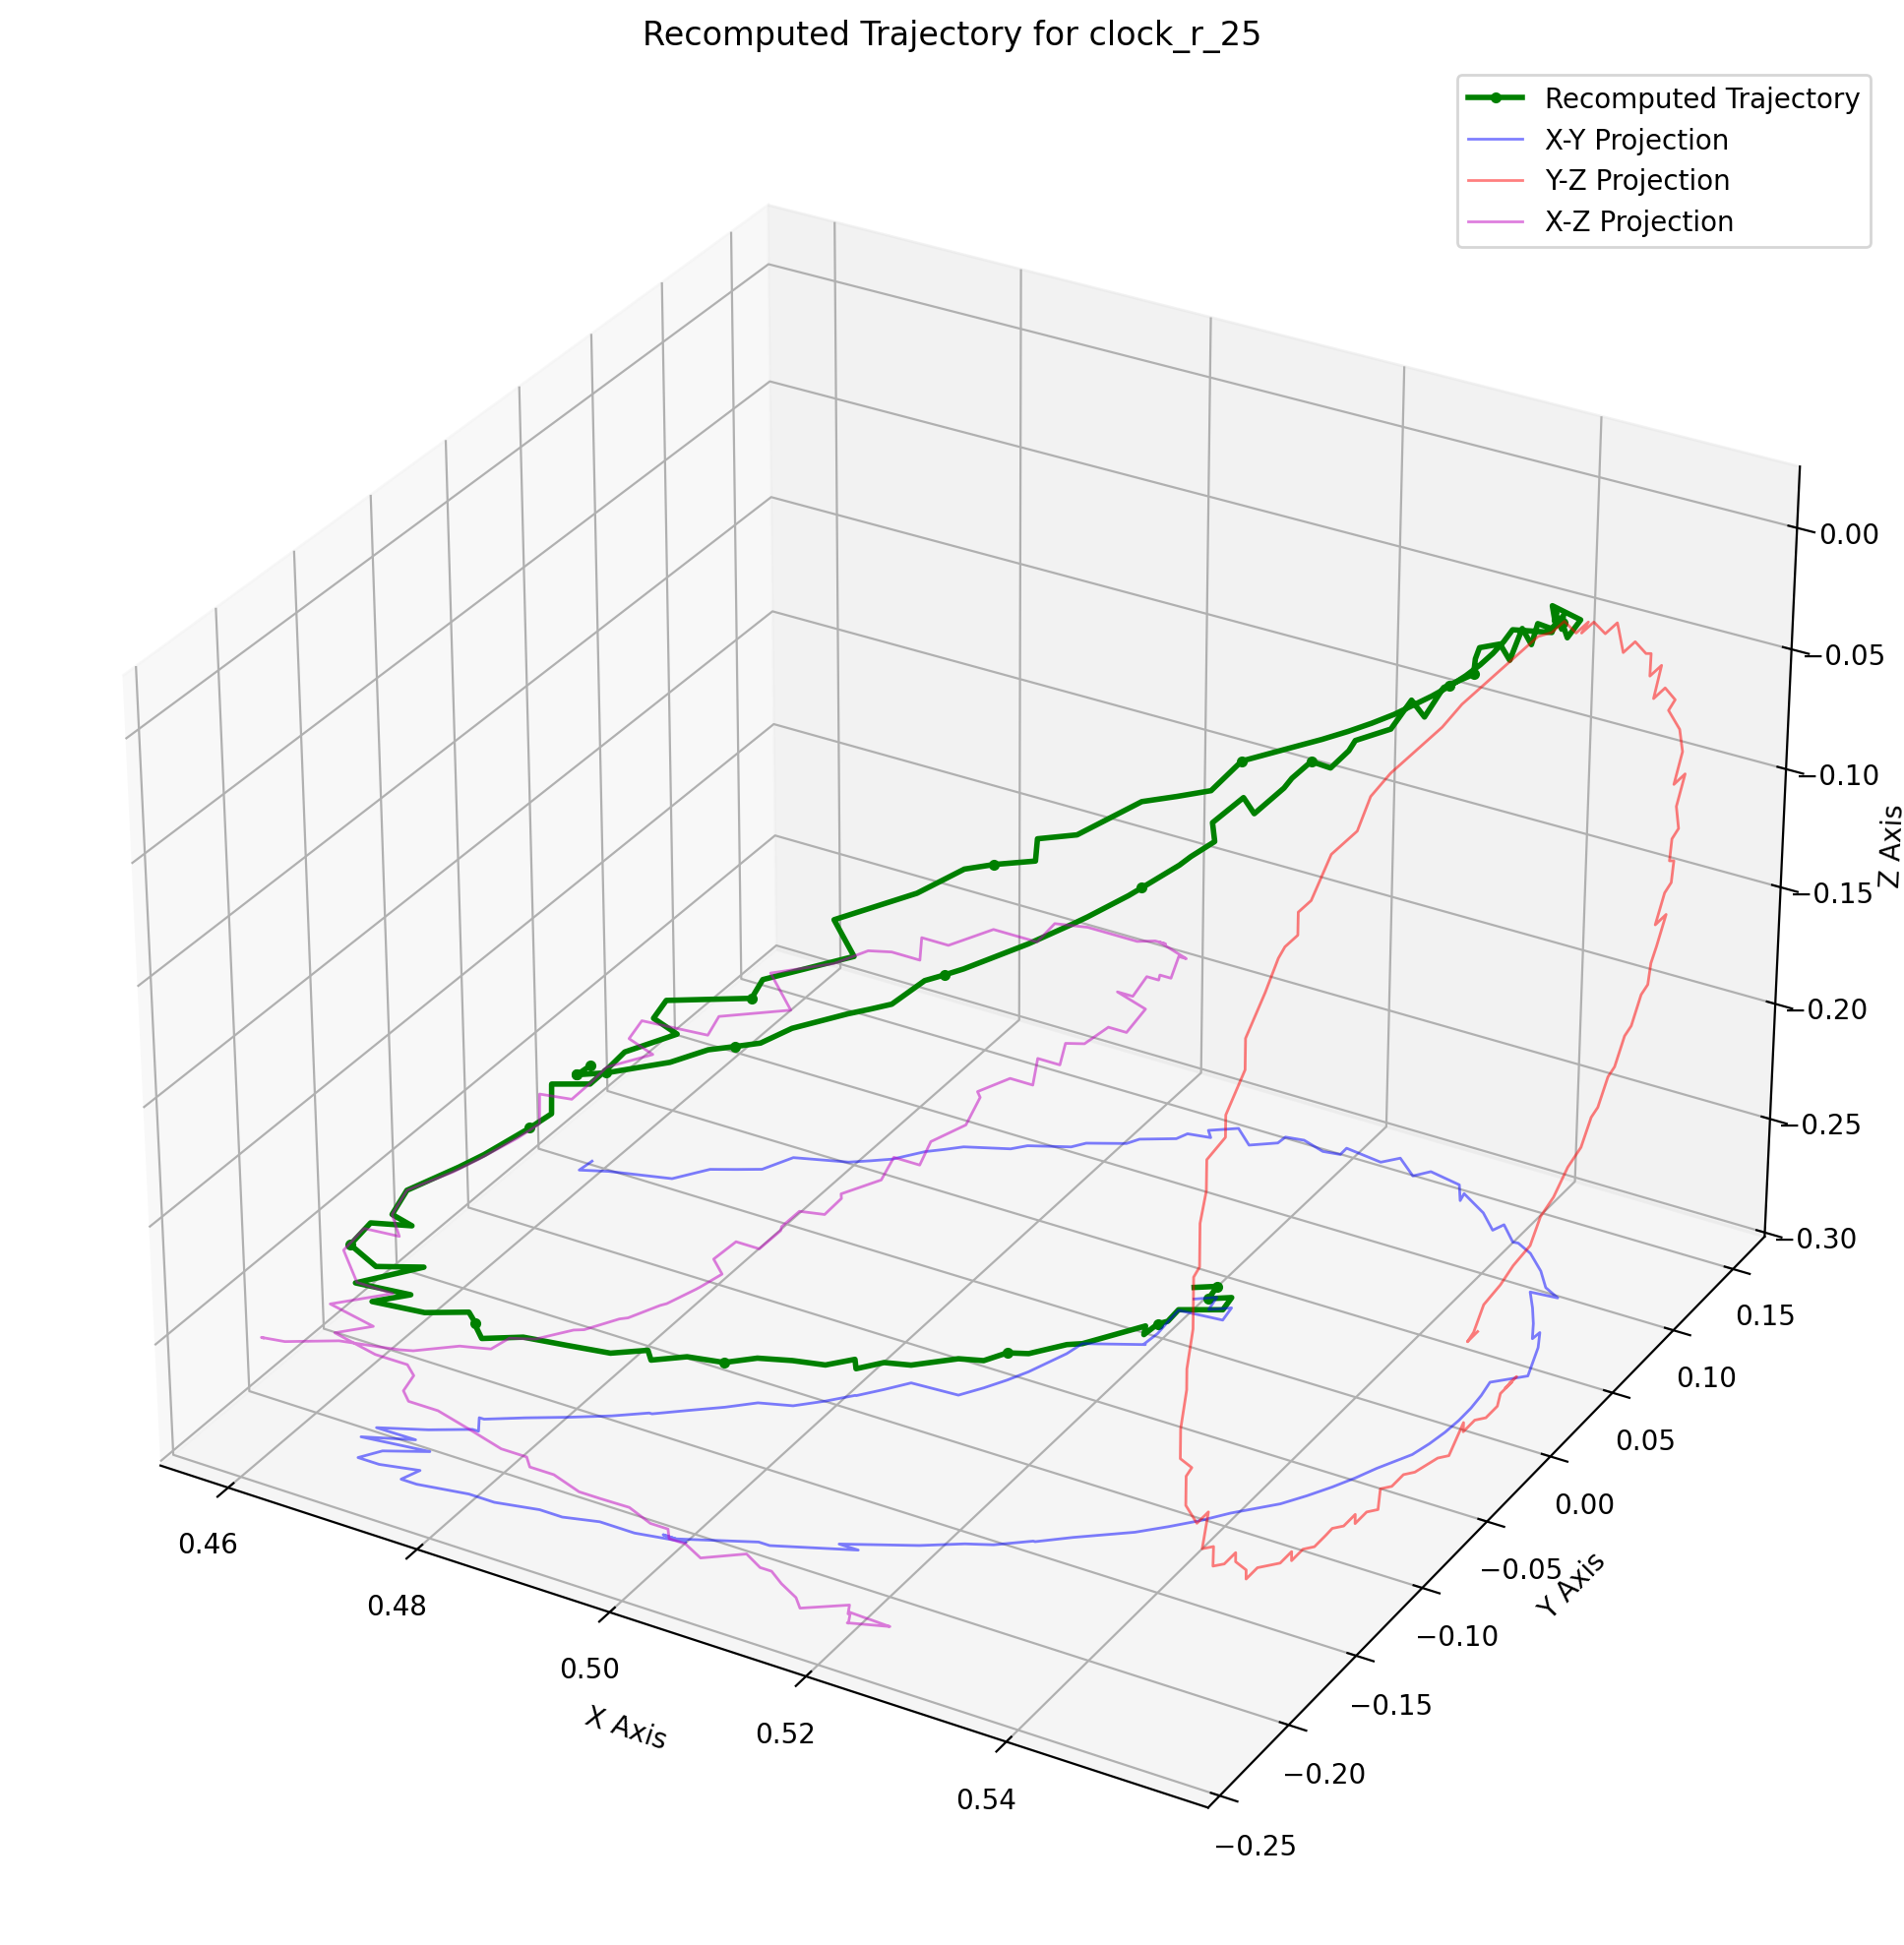 Recomputed Trajectory for clock_r_25
Recomputed Trajectory
X-Y Projection
Y-Z Projection
X-Z Projection
0.00
−0.05
−0.10
−0.15
−0.20
−0.25
−0.30
Z Axis
0.15
0.10
0.05
0.00
−0.05
−0.10
−0.15
−0.20
−0.25
Y Axis
0.46
0.48
0.50
0.52
0.54
X Axis